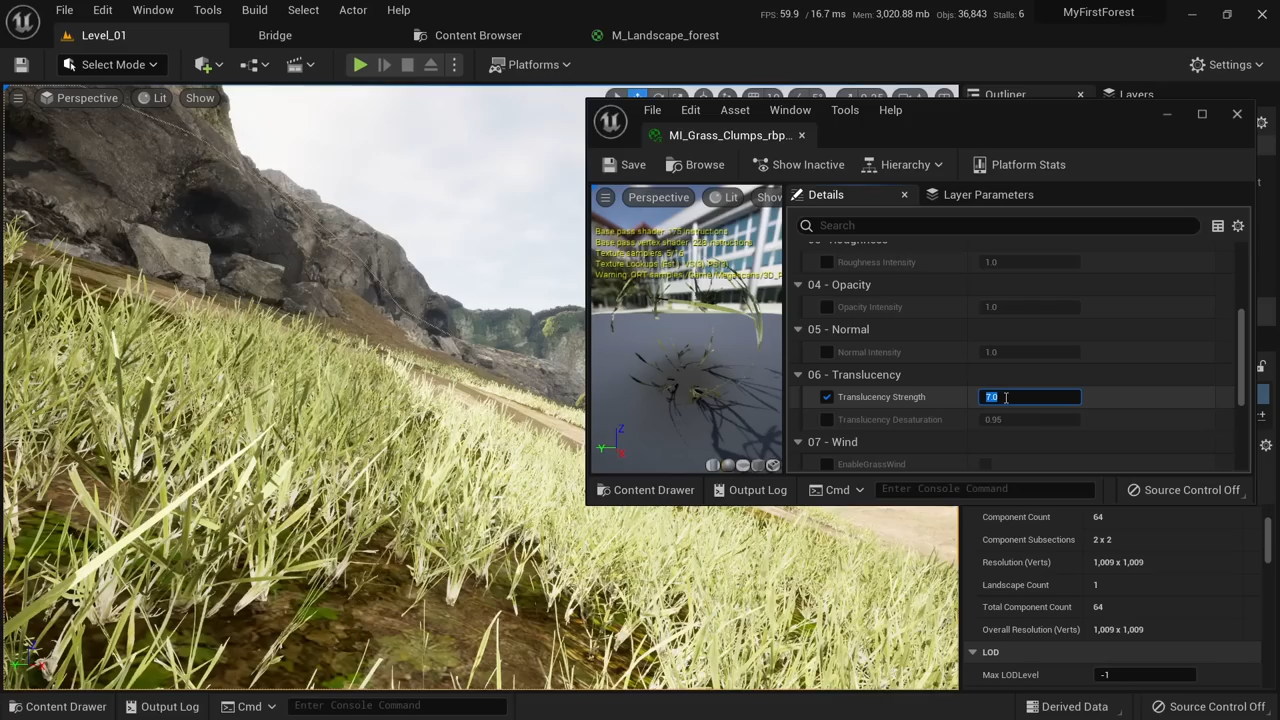 File Edit Window Tools Build Select Actor Help
FPS: 59.9 / 16.7 ms Mem: 3,020.88 mb Objs: 36,843 Stalls: 6
MyFirstForest
Level_01
Bridge
Content Browser
M_Landscape_forest
Select Mode
Platforms
Settings
Perspective Lit Show
Outliner
Layers
File Edit Asset Window Tools Help
MI_Grass_Clumps_rbp...
Save Browse Show Inactive Hierarchy Platform Stats
Perspective Lit Show
Details
Layer Parameters
Search
Roughness Intensity 1.0
04 - Opacity
Opacity Intensity 1.0
05 - Normal
Normal Intensity 1.0
06 - Translucency
Translucency Strength 7.0
Translucency Desaturation 0.95
07 - Wind
EnableGrassWind
Z
Y
X
Content Drawer Output Log Cmd Enter Console Command Source Control Off
Component Count 64
Component Subsections 2 x 2
Resolution (Verts) 1,009 x 1,009
Landscape Count 1
Total Component Count 64
Overall Resolution (Verts) 1,009 x 1,009
LOD
Max LODLevel -1
Content Drawer Output Log Cmd Enter Console Command Derived Data Source Control Off